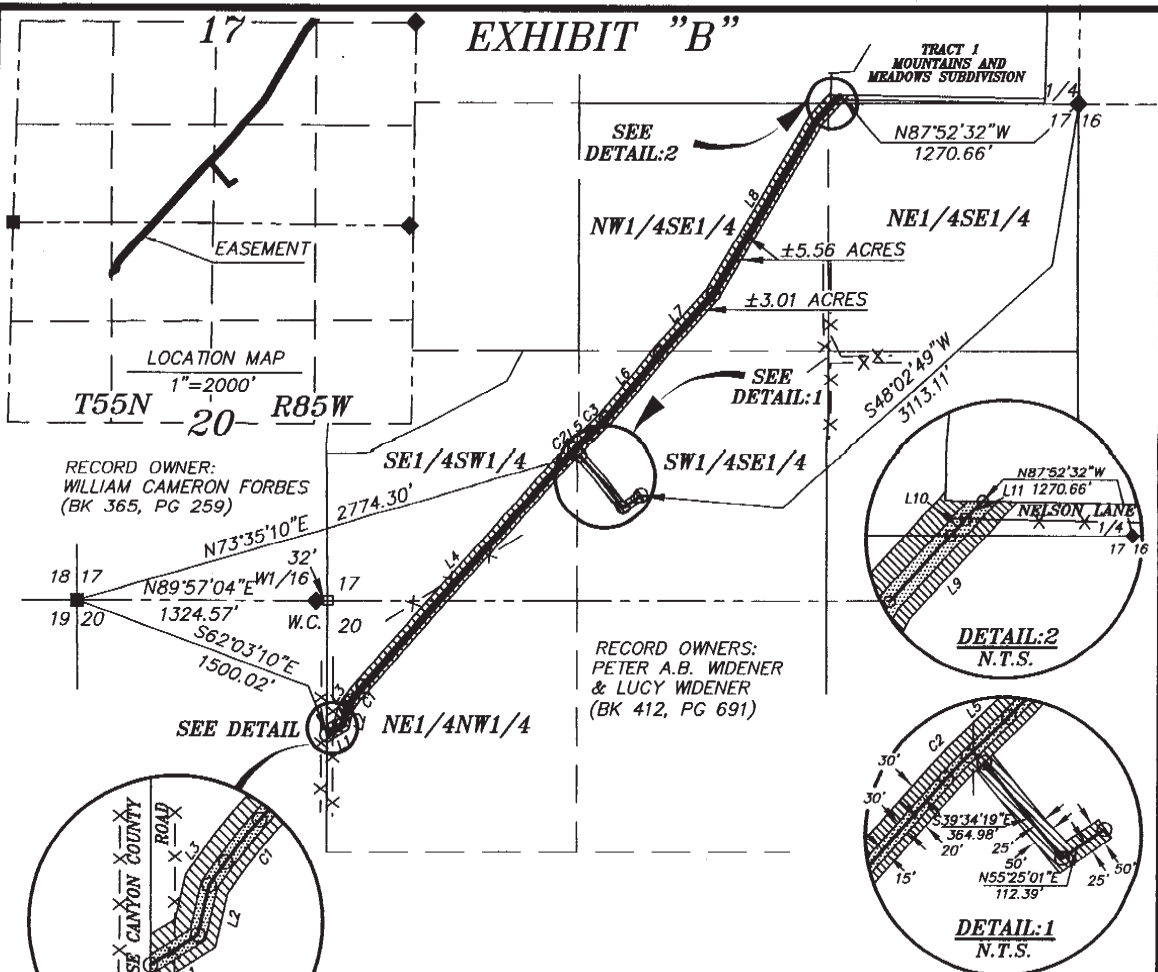 EXHIBIT "B"
17
EASEMENT
LOCATION MAP
1"=2000'
T55N
R85W
20
TRACT 1
MOUNTAINS AND
MEADOWS SUBDIVISION
1/4
17 16
SEE
DETAIL:2
N87°52'32"W
1270.66'
L8
NW1/4SE1/4
NE1/4SE1/4
±5.56 ACRES
±3.01 ACRES
L7
L6
SEE
DETAIL:1
S48°02'49"W
3113.11'
C2
L5
C3
SE1/4SW1/4
SW1/4SE1/4
RECORD OWNER:
WILLIAM CAMERON FORBES
(BK 365, PG 259)
N73°35'10"E
2774.30'
L4
32'
18 17
19 20
N89°57'04"E
W1/16
1324.57'
W.C.
17
20
S62°03'10"E
1500.02'
RECORD OWNERS:
PETER A.B. WIDENER
& LUCY WIDENER
(BK 412, PG 691)
L3
C1
L1
SEE DETAIL
NE1/4NW1/4
N87°52'32"W
L10
L11
1270.66'
NELSON LANE
1/4
17 16
L9
DETAIL:2
N.T.S.
L5
C2
30'
30'
S39°34'19"E
364.98'
20'
25'
50'
15'
N55°25'01"E
112.39'
25'
50'
DETAIL:1
N.T.S.
SE CANYON COUNTY
ROAD
L3
C1
L2